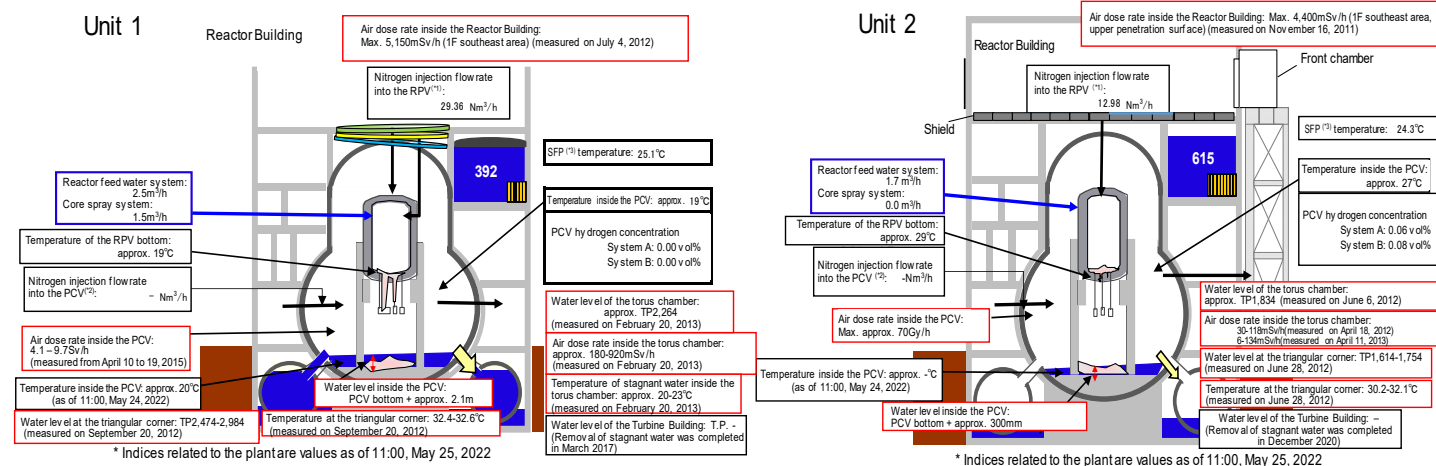 Unit 1
Reactor Building
Air dose rate inside the Reactor Building:
Max. 5,150mSv/h (1F southeast area) (measured on July 4, 2012)
Nitrogen injection flow rate
into the RPV(*1):
29.36 Nm³/h
392
SFP (*3) temperature: 25.1℃
Reactor feed water system:
2.5m³/h
Core spray system:
1.5m³/h
Temperature inside the PCV: approx. 19℃
PCV hydrogen concentration
System A: 0.00 vol%
System B: 0.00 vol%
Temperature of the RPV bottom:
approx. 19℃
Nitrogen injection flow rate
into the PCV(*2): - Nm³/h
Water level of the torus chamber:
approx. TP2,264
(measured on February 20, 2013)
Air dose rate inside the PCV:
4.1 – 9.7Sv/h
(measured from April 10 to 19, 2015)
Air dose rate inside the torus chamber:
approx. 180-920mSv/h
(measured on February 20, 2013)
Temperature inside the PCV: approx. 20℃
(as of 11:00, May 24, 2022)
Water level inside the PCV:
PCV bottom + approx. 2.1m
Temperature of stagnant water inside the
torus chamber: approx. 20-23℃
(measured on February 20, 2013)
Water level at the triangular corner: TP2,474-2,984
(measured on September 20, 2012)
Temperature at the triangular corner: 32.4-32.6℃
(measured on September 20, 2012)
Water level of the Turbine Building: T.P. -
(Removal of stagnant water was completed
in March 2017)
* Indices related to the plant are values as of 11:00, May 25, 2022
Unit 2
Reactor Building
Air dose rate inside the Reactor Building: Max. 4,400mSv/h (1F southeast area,
upper penetration surface) (measured on November 16, 2011)
Front chamber
Nitrogen injection flow rate
into the RPV (*1):
12.98 Nm³/h
Shield
615
SFP (*3) temperature: 24.3℃
Reactor feed water system:
1.7 m³/h
Core spray system:
0.0 m³/h
Temperature inside the PCV:
approx. 27℃
PCV hydrogen concentration
System A: 0.06 vol%
System B: 0.08 vol%
Temperature of the RPV bottom:
approx. 29℃
Nitrogen injection flow rate
into the PCV(*2): -Nm³/h
Water level of the torus chamber:
approx. TP1,834 (measured on June 6, 2012)
Air dose rate inside the PCV:
Max. approx. 70Gy/h
Air dose rate inside the torus chamber:
30-118mSv/h(measured on April 18, 2012)
6-134mSv/h(measured on April 11, 2013)
Water level at the triangular corner: TP1,614-1,754
(measured on June 28, 2012)
Temperature inside the PCV: approx. -℃
(as of 11:00, May 24, 2022)
Temperature at the triangular corner: 30.2-32.1℃
(measured on June 28, 2012)
Water level inside the PCV:
PCV bottom + approx. 300mm
Water level of the Turbine Building: –
(Removal of stagnant water was completed
in December 2020)
* Indices related to the plant are values as of 11:00, May 25, 2022